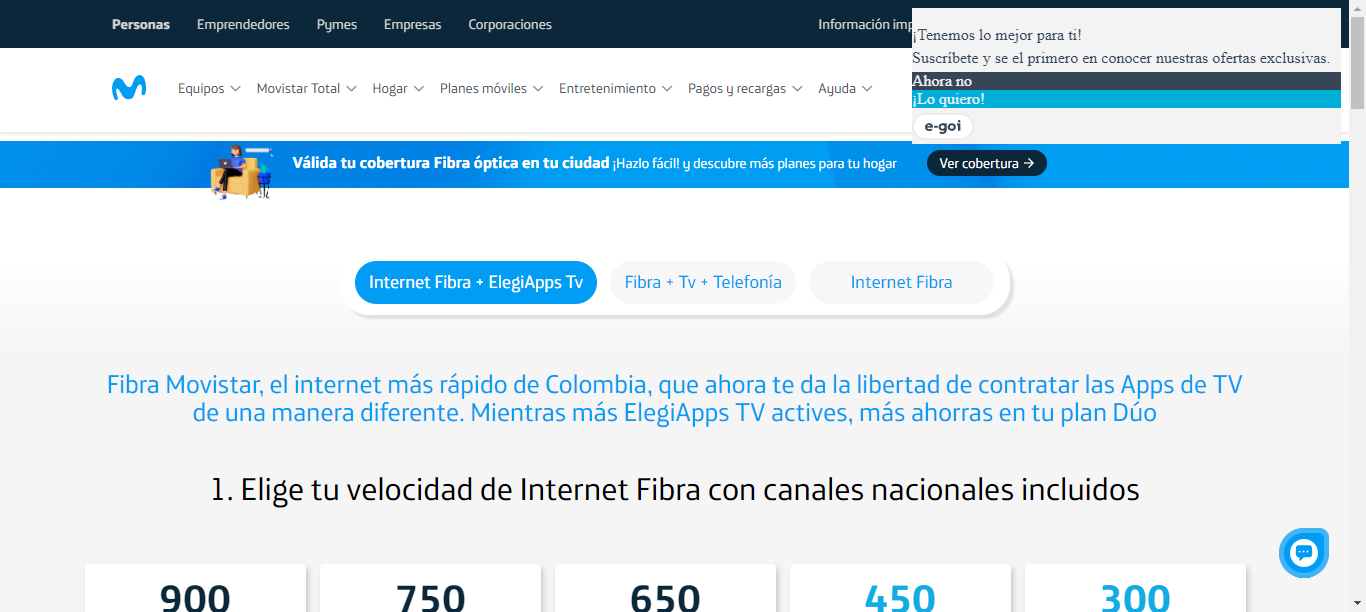 Personas Emprendedores Pymes Empresas Corporaciones Información imp
¡Tenemos lo mejor para ti!
Suscríbete y se el primero en conocer nuestras ofertas exclusivas.
Ahora no
¡Lo quiero!
e-goi
Equipos Movistar Total Hogar Planes móviles Entretenimiento Pagos y recargas Ayuda
Válida tu cobertura Fibra óptica en tu ciudad ¡Hazlo fácil! y descubre más planes para tu hogar Ver cobertura →
Internet Fibra + ElegiApps Tv Fibra + Tv + Telefonía Internet Fibra
Fibra Movistar, el internet más rápido de Colombia, que ahora te da la libertad de contratar las Apps de TV
de una manera diferente. Mientras más ElegiApps TV actives, más ahorras en tu plan Dúo
1. Elige tu velocidad de Internet Fibra con canales nacionales incluidos
900 750 650 450 300